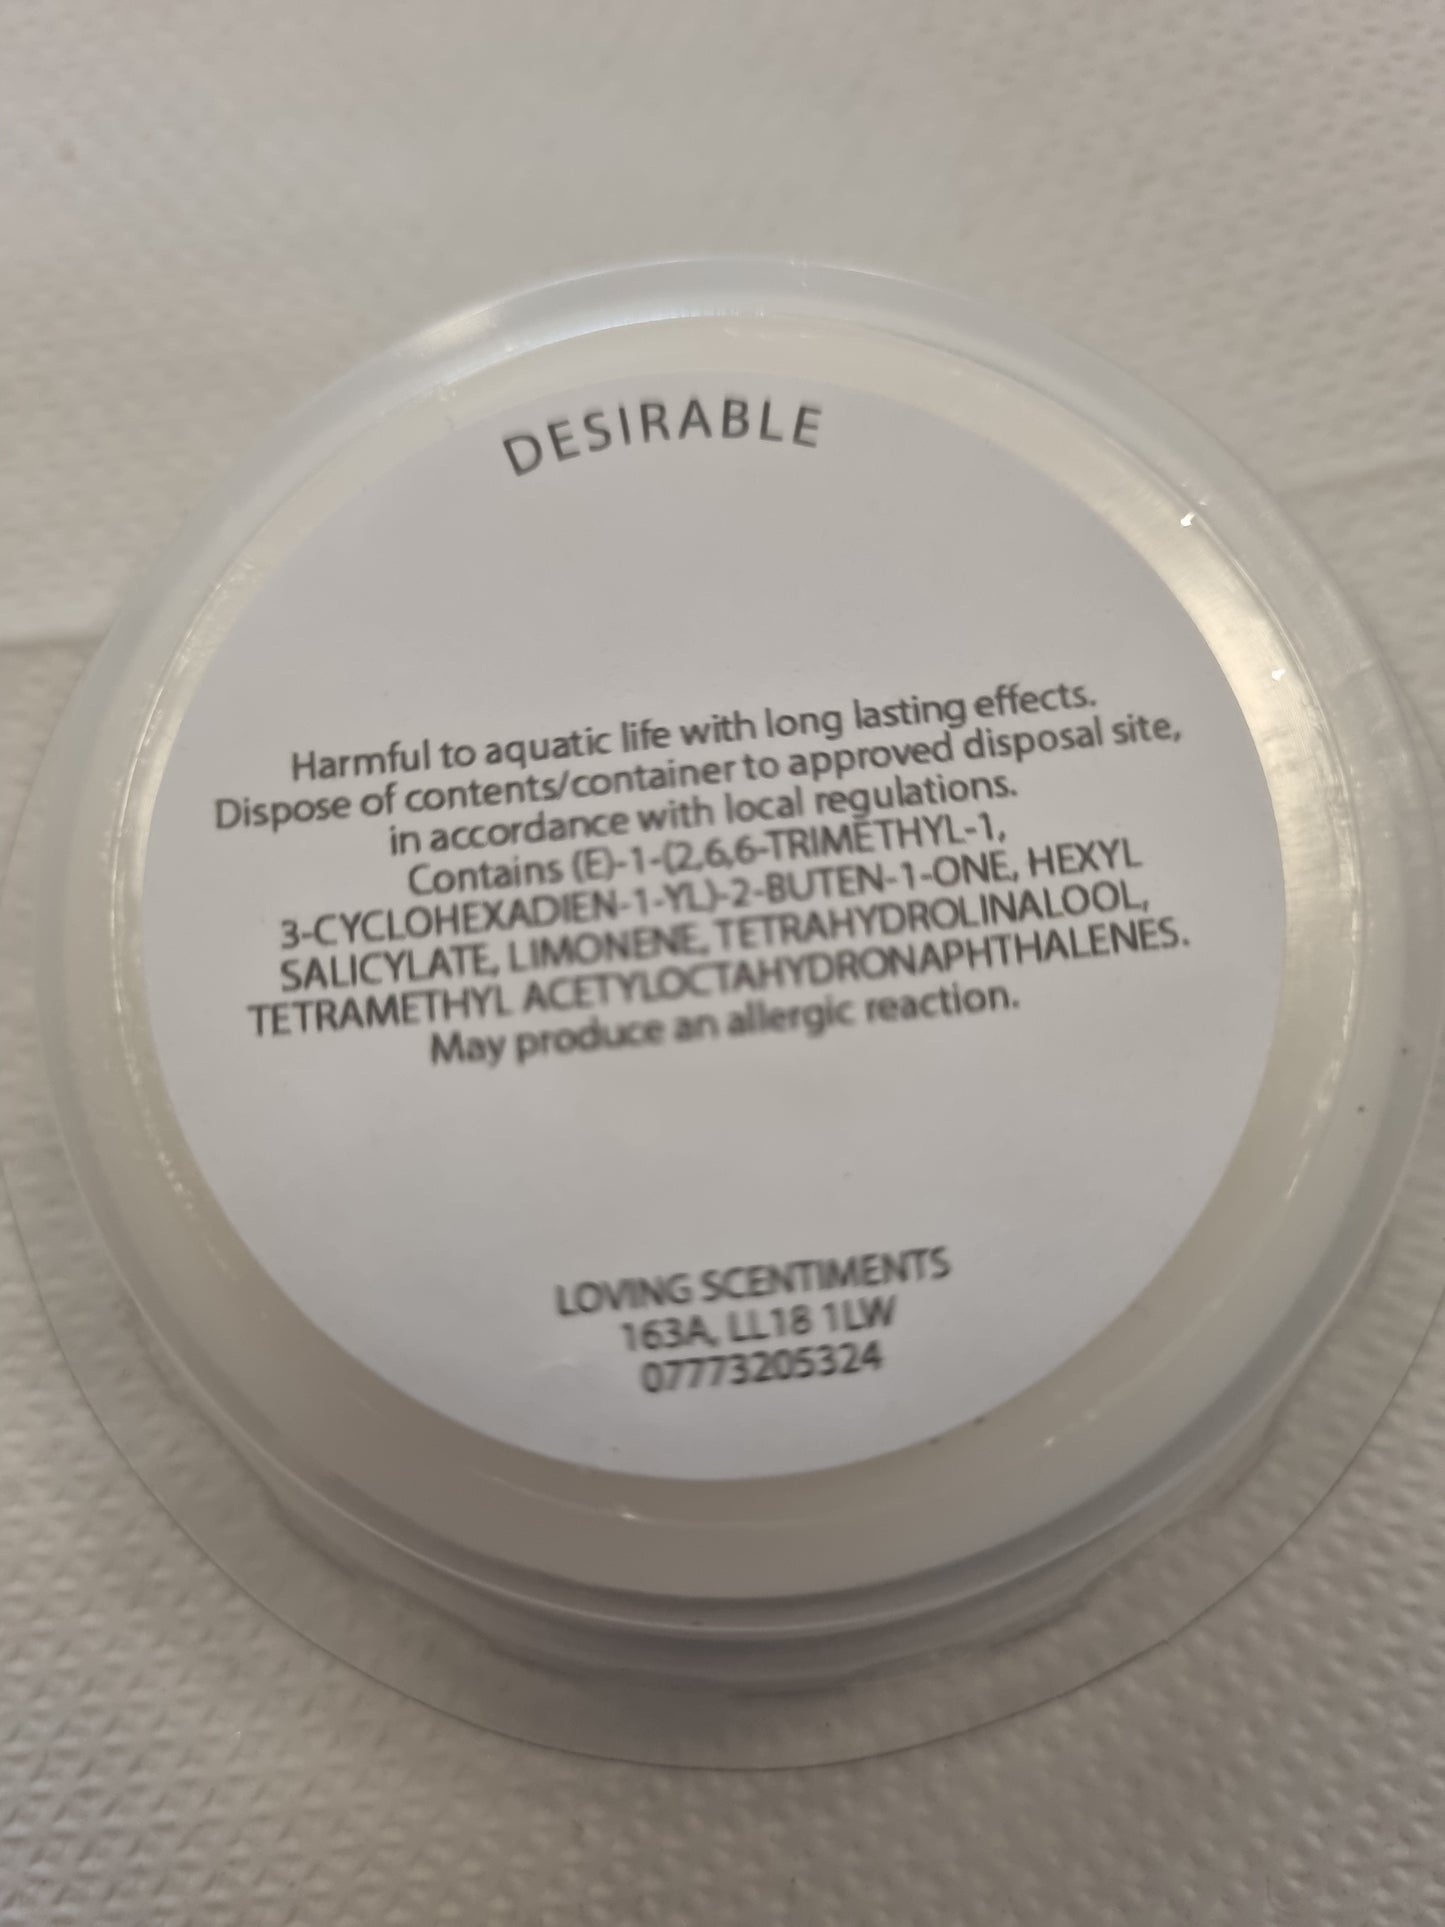 DESIRABLE
Harmful to aquatic life with long lasting effects.
Dispose of contents/container to approved disposal site,
in accordance with local regulations.
Contains (E)-1-(2,6,6-TRIMETHYL-1,
3-CYCLOHEXADIEN-1-YL)-2-BUTEN-1-ONE, HEXYL
SALICYLATE, LIMONENE, TETRAHYDROLINALOOL,
TETRAMETHYL ACETYLOCTAHYDRONAPHTHALENES.
May produce an allergic reaction.
LOVING SCENTIMENTS
163A, LL18 1LW
07773205324